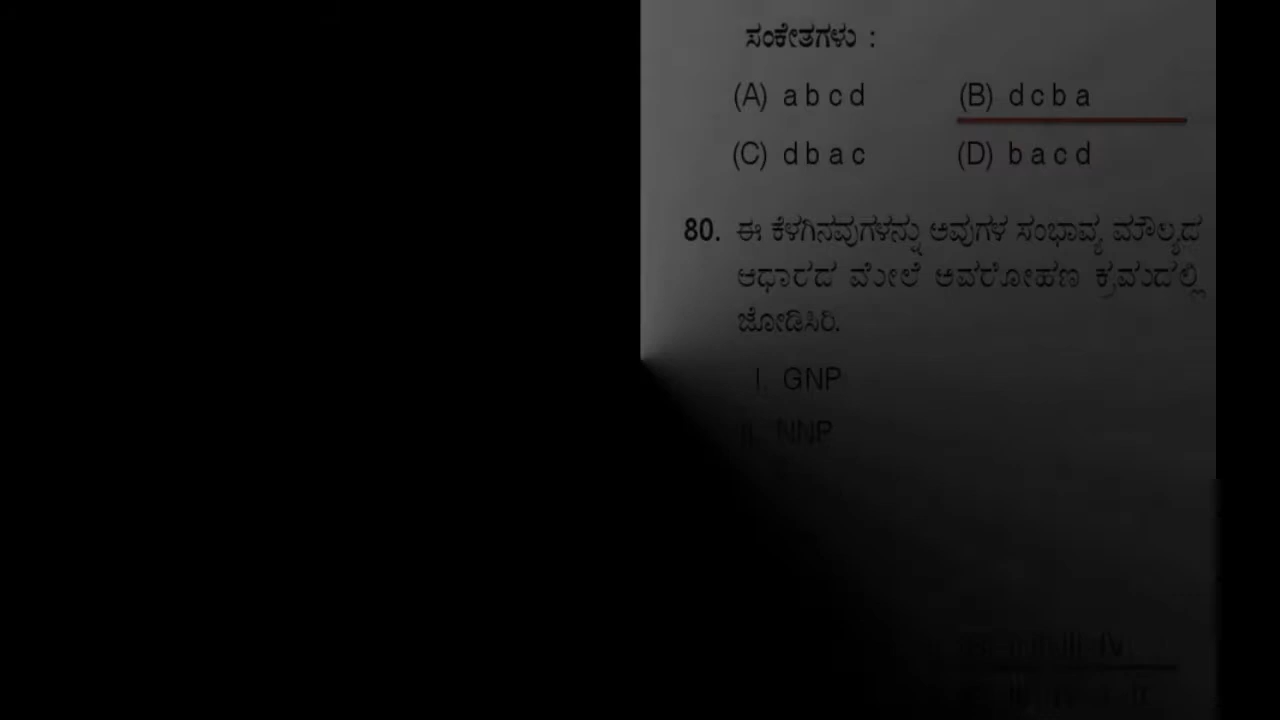 ಸಂಕೇತಗಳು :
(A) a b c d (B) d c b a
(C) d b a c (D) b a c d
80. ಈ ಕೆಳಗಿನವುಗಳನ್ನು ಅವುಗಳ ಸಂಭಾವ್ಯ ಮೌಲ್ಯದ
ಆಧಾರದ ಮೇಲೆ ಅವರೋಹಣ ಕ್ರಮದಲ್ಲಿ
ಜೋಡಿಸಿರಿ.
I. GNP
II. NNP